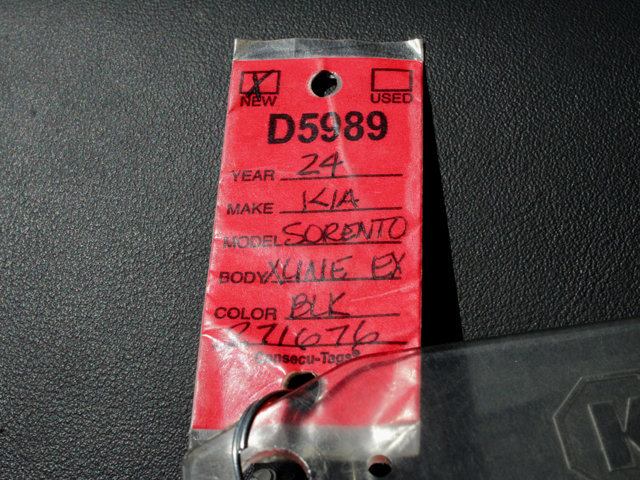 X
NEW USED
D5989
YEAR 24
MAKE KIA
MODEL SORENTO
BODY XLINE EX
COLOR BLK
271676
Consecu-Tags®
K